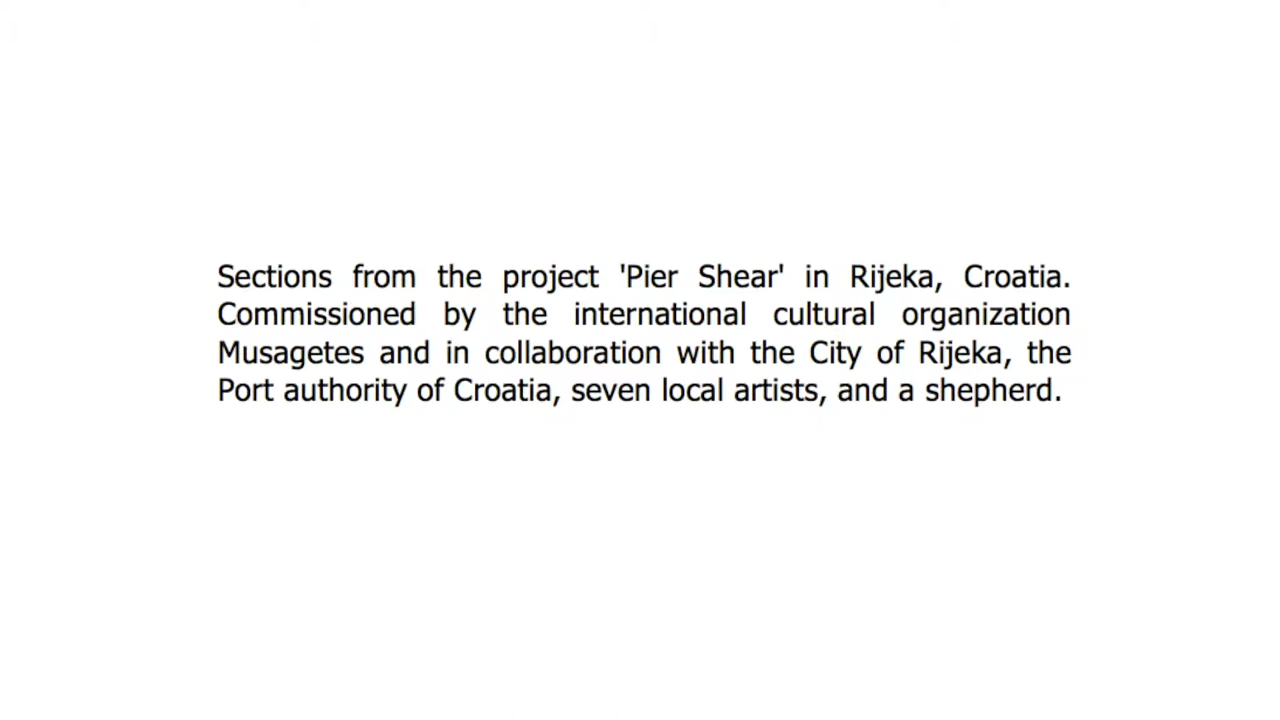 Sections from the project 'Pier Shear' in Rijeka, Croatia.
Commissioned by the international cultural organization
Musagetes and in collaboration with the City of Rijeka, the
Port authority of Croatia, seven local artists, and a shepherd.